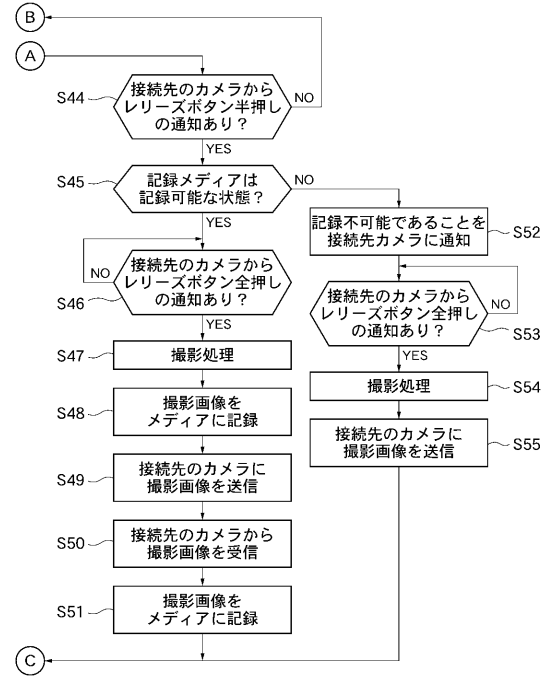 B
A
S44
接続先のカメラから
レリーズボタン半押し
の通知あり？
NO
YES
S45
記録メディアは
記録可能な状態？
NO
YES
記録不可能であることを
接続先カメラに通知
S52
接続先のカメラから
レリーズボタン全押し
の通知あり？
NO
S46
YES
接続先のカメラから
レリーズボタン全押し
の通知あり？
NO
S53
YES
S47
撮影処理
撮影処理
S54
S48
撮影画像を
メディアに記録
接続先のカメラに
撮影画像を送信
S55
S49
接続先のカメラに
撮影画像を送信
S50
接続先のカメラから
撮影画像を受信
S51
撮影画像を
メディアに記録
C